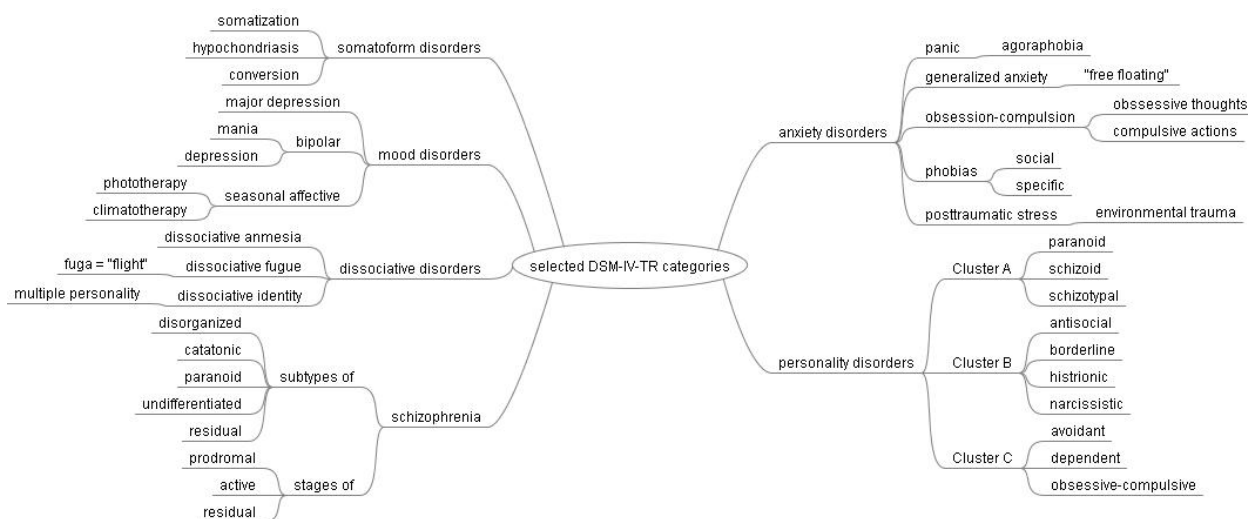 somatization
hypochondriasis
conversion
somatoform disorders
major depression
mania
depression
bipolar
phototherapy
climatotherapy
seasonal affective
mood disorders
dissociative anmesia
fuga = "flight"
dissociative fugue
multiple personality
dissociative identity
dissociative disorders
disorganized
catatonic
paranoid
undifferentiated
residual
subtypes of
prodromal
active
residual
stages of
schizophrenia
selected DSM-IV-TR categories
anxiety disorders
panic
agoraphobia
generalized anxiety
"free floating"
obsession-compulsion
obssessive thoughts
compulsive actions
phobias
social
specific
posttraumatic stress
environmental trauma
personality disorders
Cluster A
paranoid
schizoid
schizotypal
Cluster B
antisocial
borderline
histrionic
narcissistic
Cluster C
avoidant
dependent
obsessive-compulsive